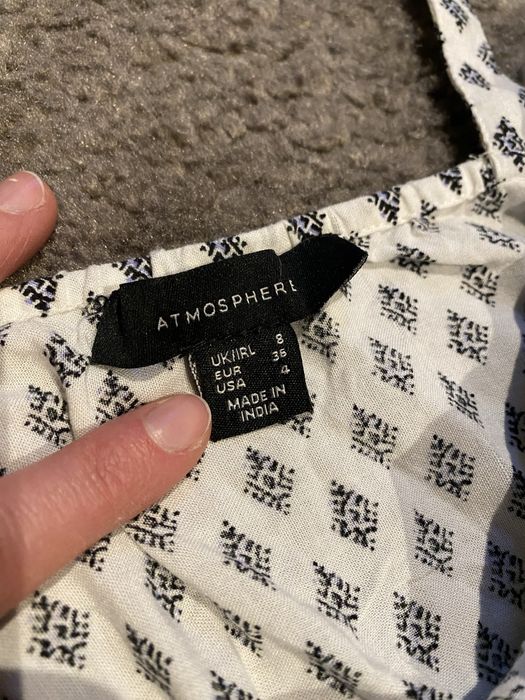 ATMOSPHERE
UK/IRL 8
EUR 36
USA 4
MADE IN
INDIA